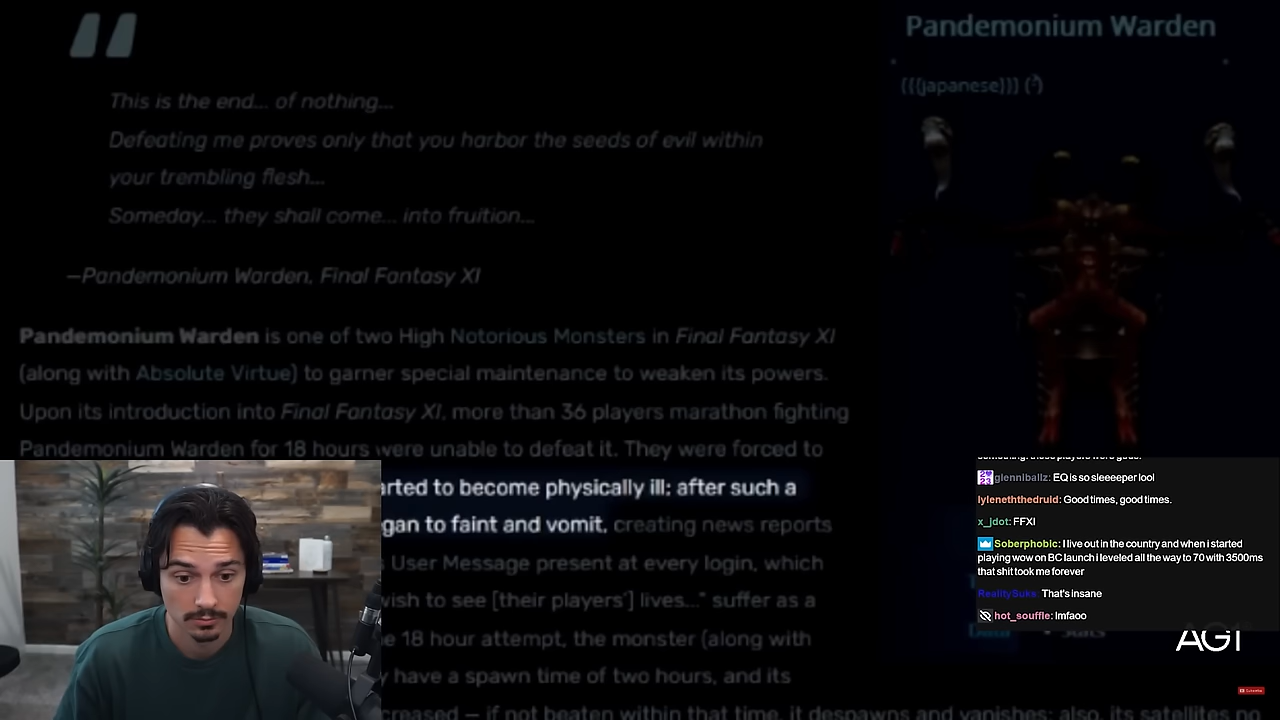 This is the end... of nothing...
Defeating me proves only that you harbor the seeds of evil within
your trembling flesh...
Someday... they shall come... into fruition...
—Pandemonium Warden, Final Fantasy XI
Pandemonium Warden is one of two High Notorious Monsters in Final Fantasy XI
(along with Absolute Virtue) to garner special maintenance to weaken its powers.
Upon its introduction into Final Fantasy XI, more than 36 players marathon fighting
Pandemonium Warden for 18 hours were unable to defeat it. They were forced to
arted to become physically ill: after such a
gan to faint and vomit, creating news reports
User Message present at every login, which
wish to see [their players'] lives..." suffer as a
e 18 hour attempt, the monster (along with
y have a spawn time of two hours, and its
creased — if not beaten within that time, it despawns and vanishes; also, its satellites no
Pandemonium Warden
(((japanese))) (?)
something. these players were gods.
glenniballz: EQ is so sleeeeper lool
lyleneththedruid: Good times, good times.
x_jdot: FFXI
Soberphobic: I live out in the country and when i started
playing wow on BC launch i leveled all the way to 70 with 3500ms
that shit took me forever
RealitySuks: That's insane
hot_souffle: lmfaoo
Data • Stats
Subscribe